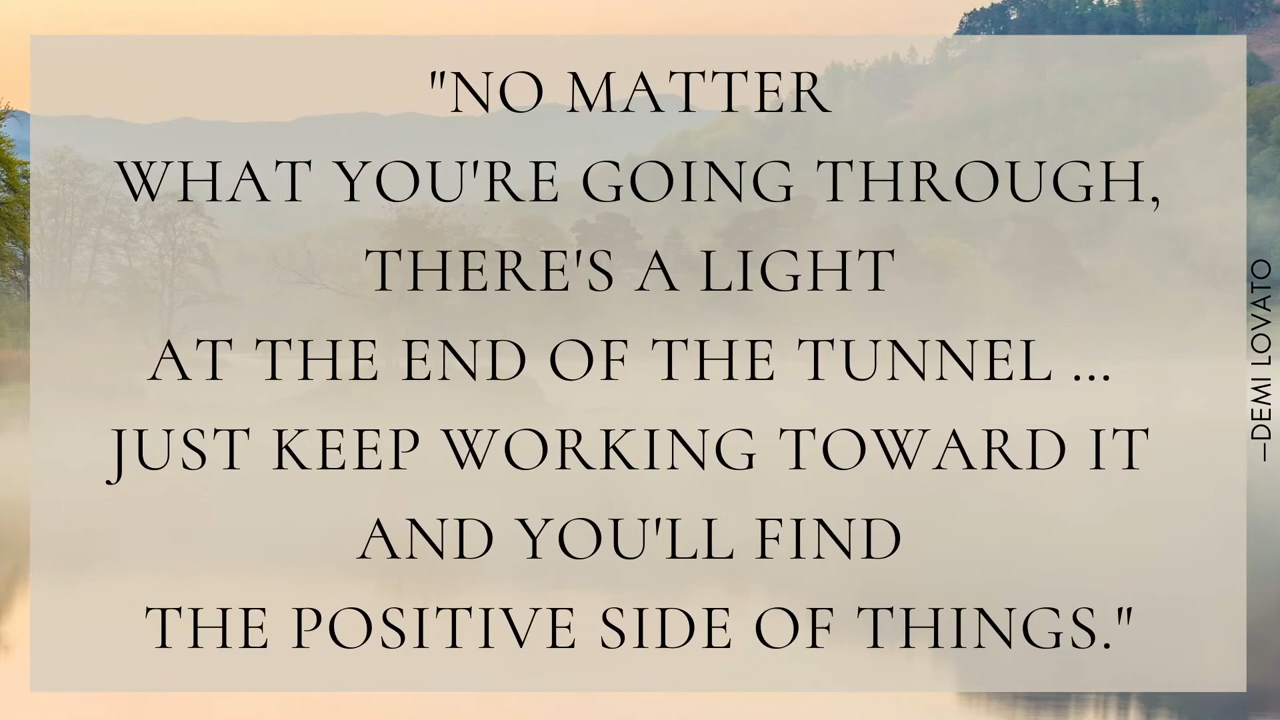 "NO MATTER
WHAT YOU'RE GOING THROUGH,
THERE'S A LIGHT
AT THE END OF THE TUNNEL ...
JUST KEEP WORKING TOWARD IT
AND YOU'LL FIND
THE POSITIVE SIDE OF THINGS."
—DEMI LOVATO